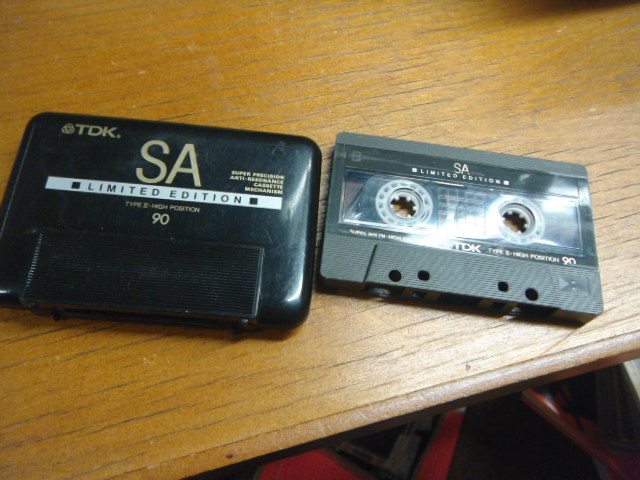 TDK.
SA
SUPER PRECISION
ANTI-RESONANCE
CASSETTE
MECHANISM
LIMITED EDITION
TYPE II-HIGH POSITION
90
B
SA
LIMITED EDITION
TDK TYPE II-HIGH POSITION 90